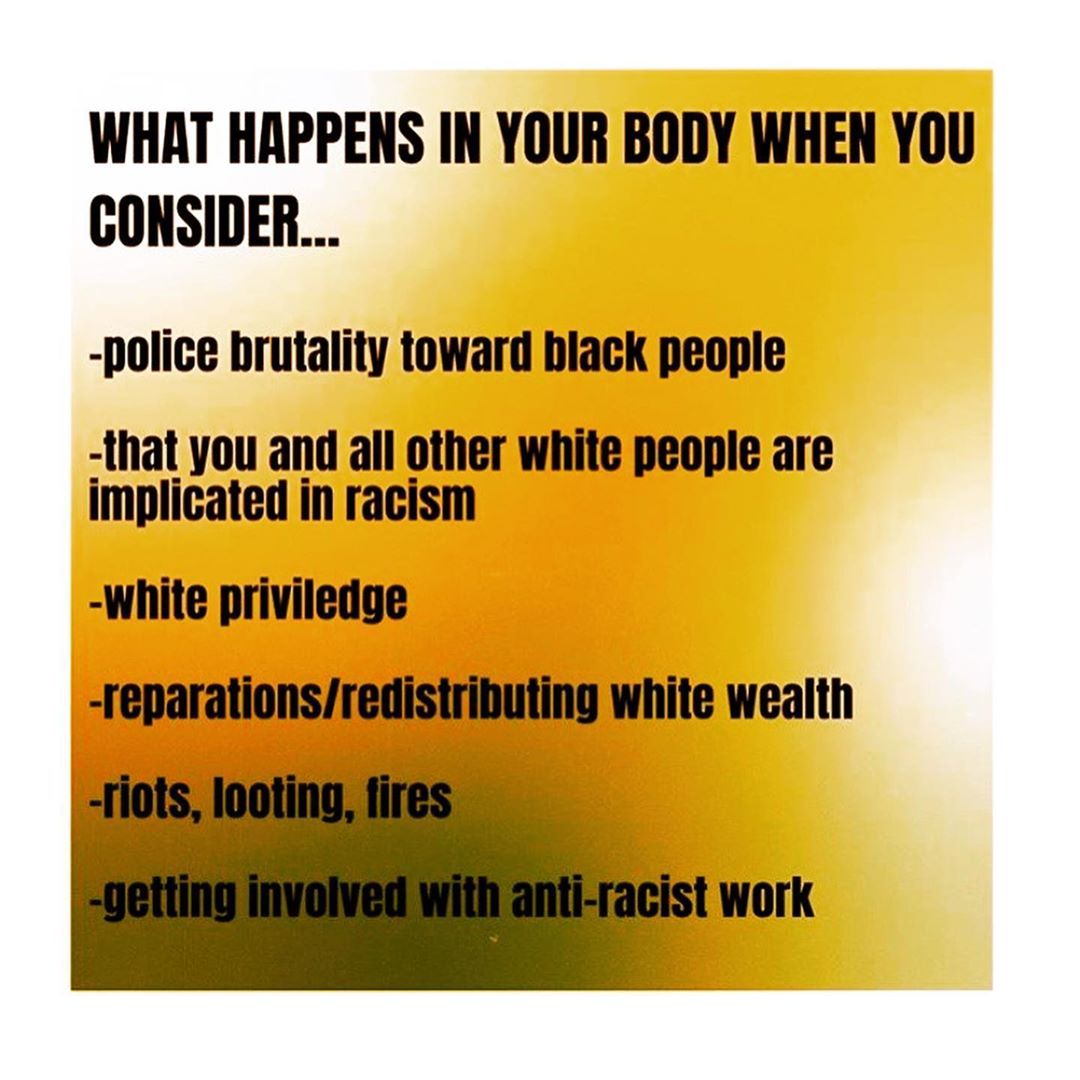 WHAT HAPPENS IN YOUR BODY WHEN YOU
CONSIDER...
-police brutality toward black people
-that you and all other white people are
implicated in racism
-white priviledge
-reparations/redistributing white wealth
-riots, looting, fires
-getting involved with anti-racist work